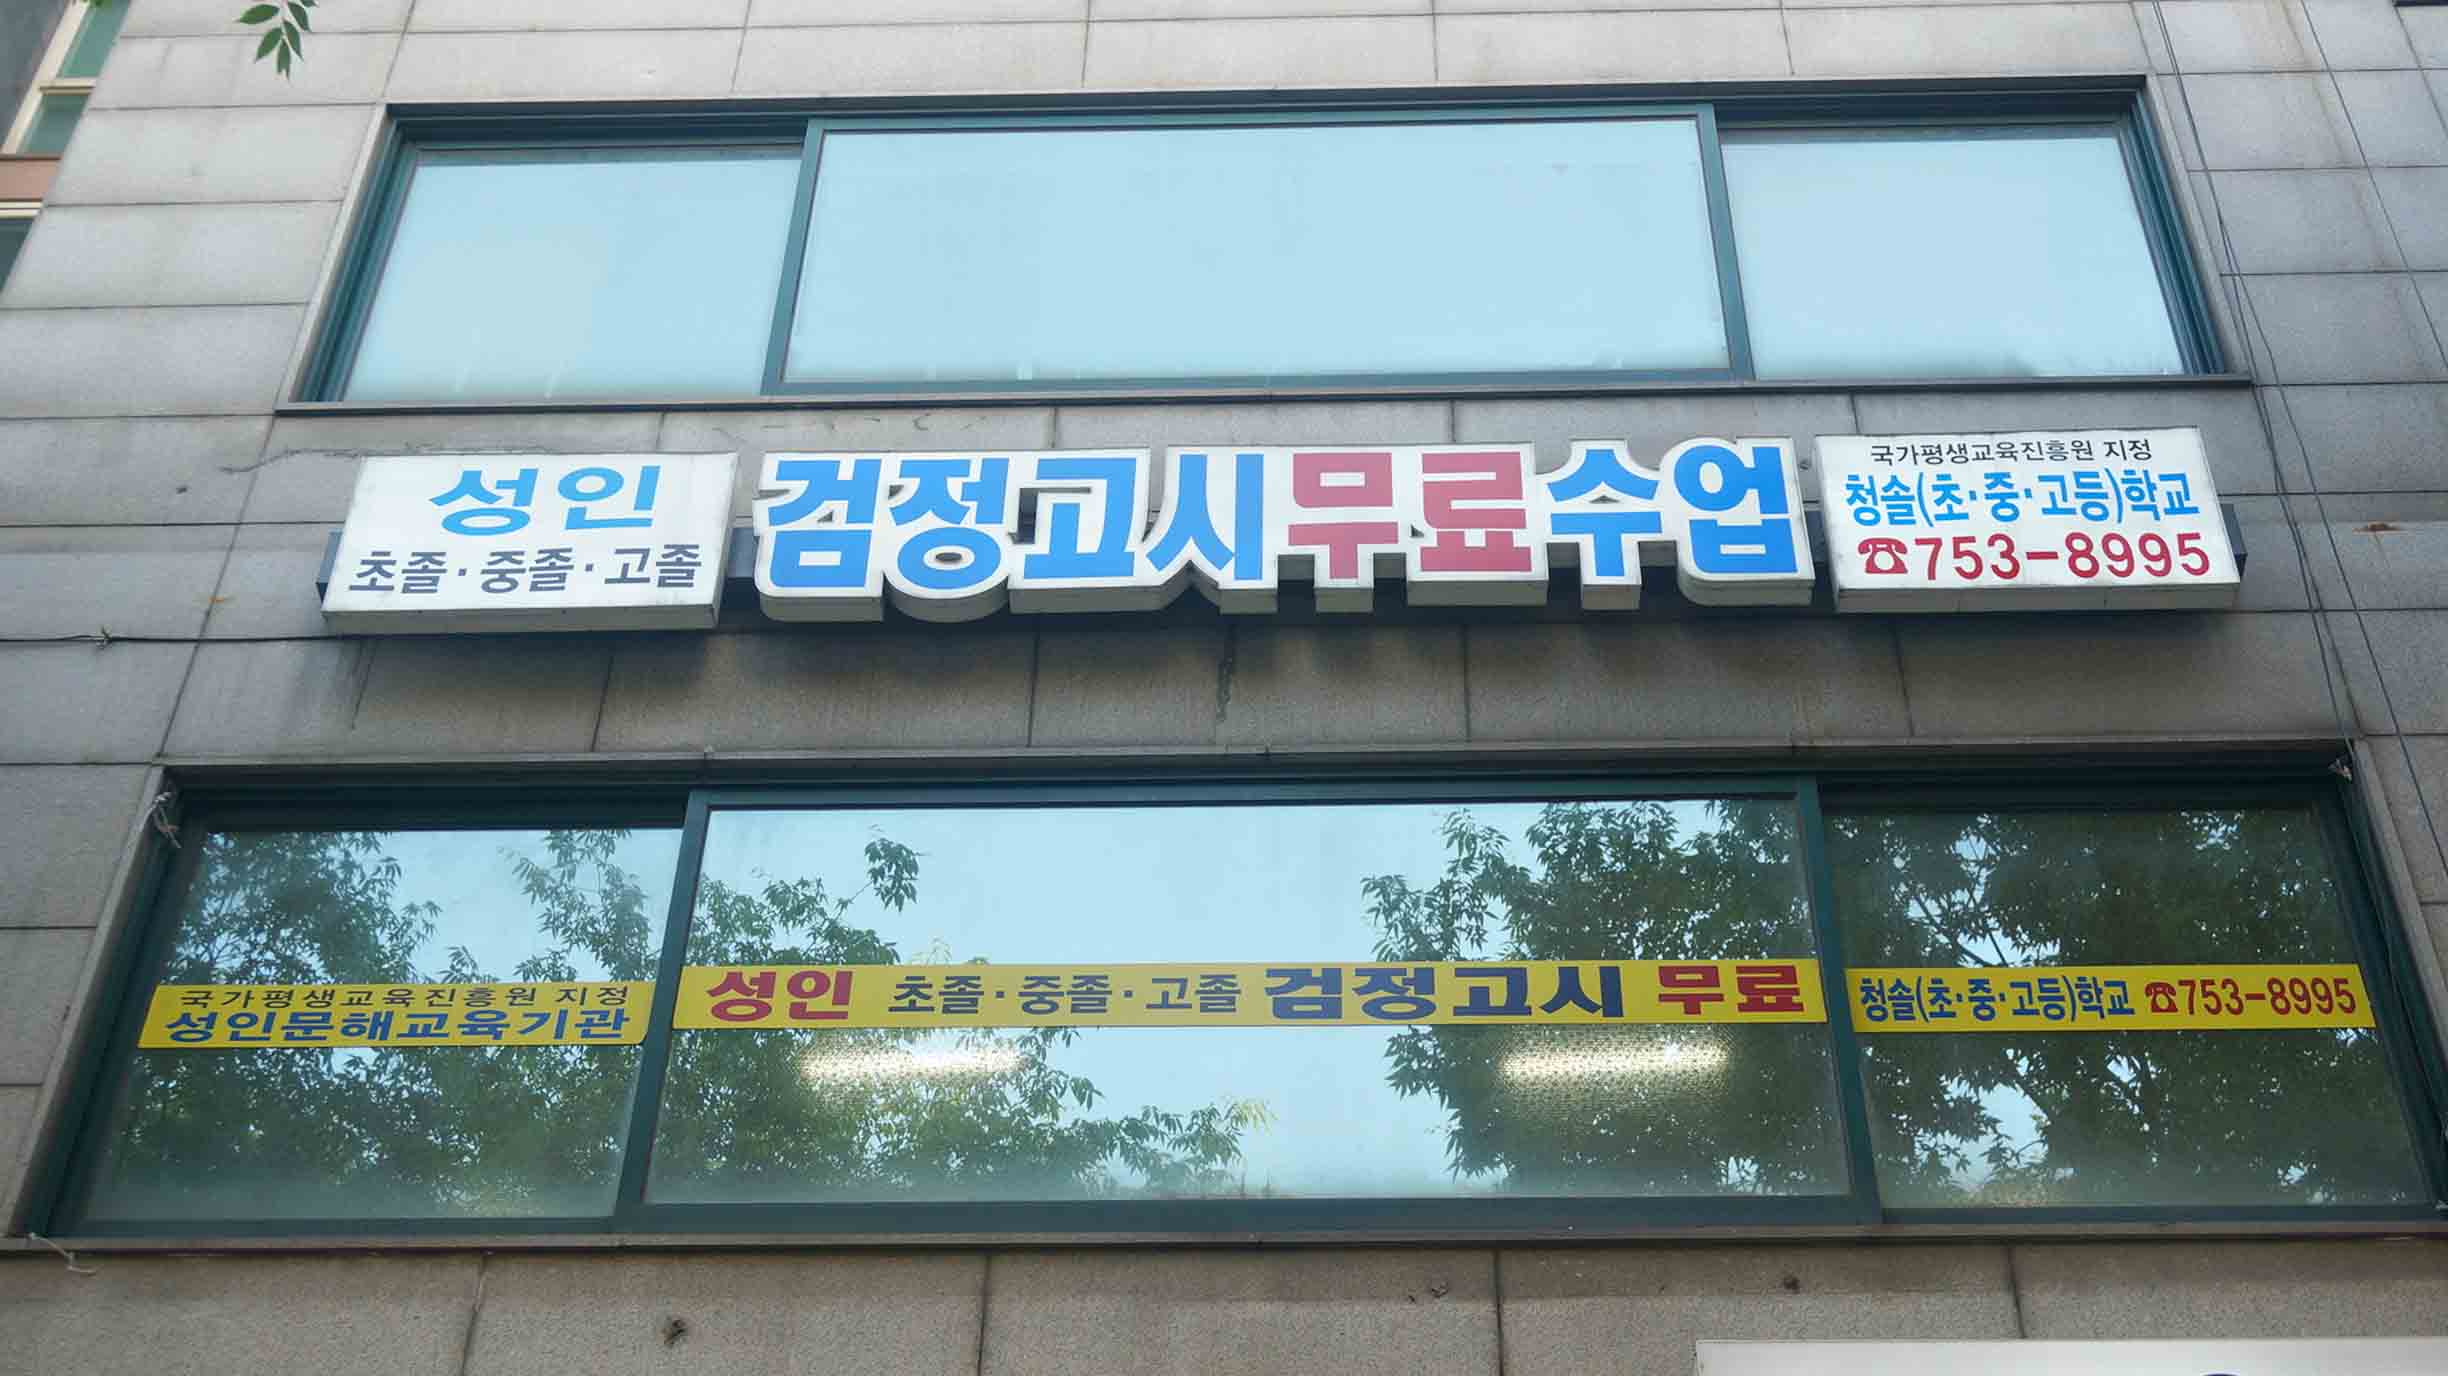 성인
초졸·중졸·고졸
검정고시무료수업
국가평생교육진흥원 지정
청솔(초·중·고등)학교
☎753-8995
국가평생교육진흥원 지정
성인문해교육기관
성인 초졸·중졸·고졸 검정고시 무료
청솔(초·중·고등)학교 ☎753-8995